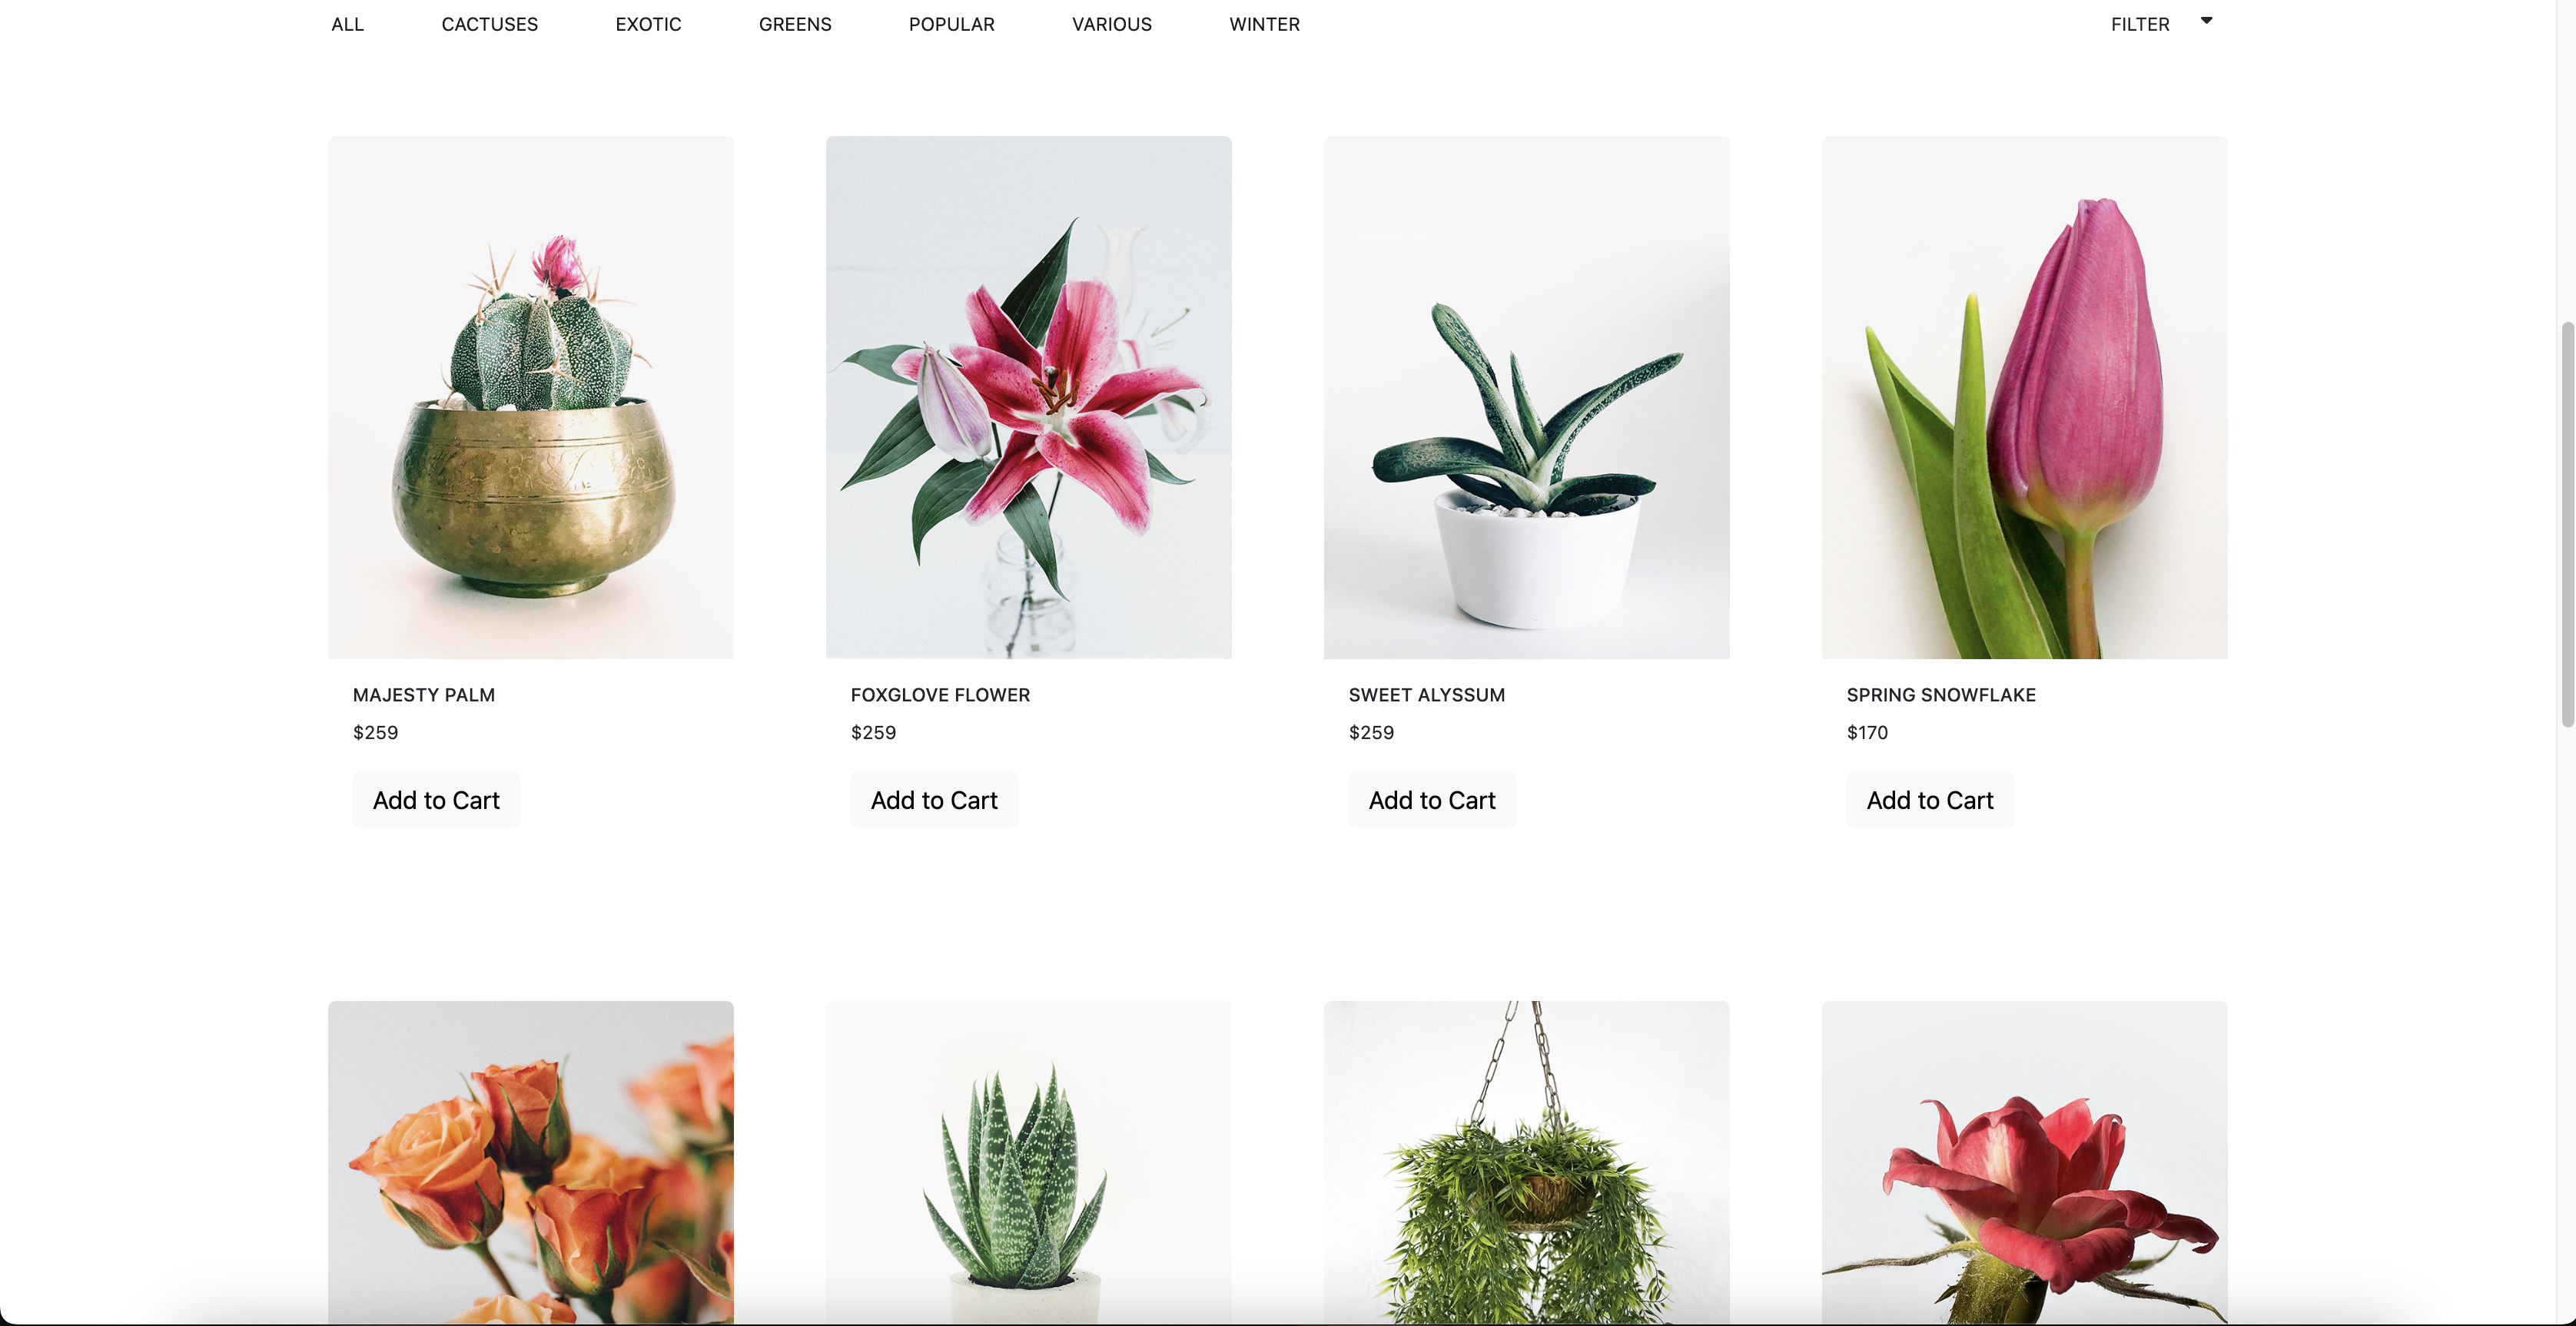 ALL CACTUSES EXOTIC GREENS POPULAR VARIOUS WINTER FILTER
MAJESTY PALM
$259
Add to Cart
FOXGLOVE FLOWER
$259
Add to Cart
SWEET ALYSSUM
$259
Add to Cart
SPRING SNOWFLAKE
$170
Add to Cart